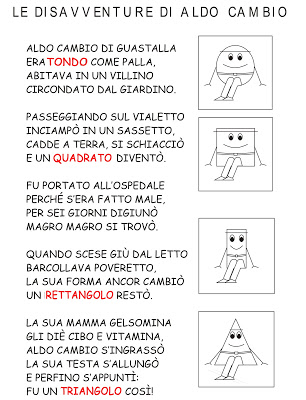 LE DISAVVENTURE DI ALDO CAMBIO
ALDO CAMBIO DI GUASTALLA
ERA TONDO COME PALLA,
ABITAVA IN UN VILLINO
CIRCONDATO DAL GIARDINO.
PASSEGGIANDO SUL VIALETTO
INCIAMPÒ IN UN SASSETTO,
CADDE A TERRA, SI SCHIACCIÒ
E UN QUADRATO DIVENTÒ.
FU PORTATO ALL'OSPEDALE
PERCHÉ S'ERA FATTO MALE,
PER SEI GIORNI DIGIUNÒ
MAGRO MAGRO SI TROVÒ.
QUANDO SCESE GIÙ DAL LETTO
BARCOLLAVA POVERETTO,
LA SUA FORMA ANCOR CAMBIÒ
UN RETTANGOLO RESTÒ.
LA SUA MAMMA GELSOMINA
GLI DIÈ CIBO E VITAMINA,
ALDO CAMBIO S'INGRASSÒ
LA SUA TESTA S'ALLUNGÒ
E PERFINO S'APPUNTÌ:
FU UN TRIANGOLO COSÌ!